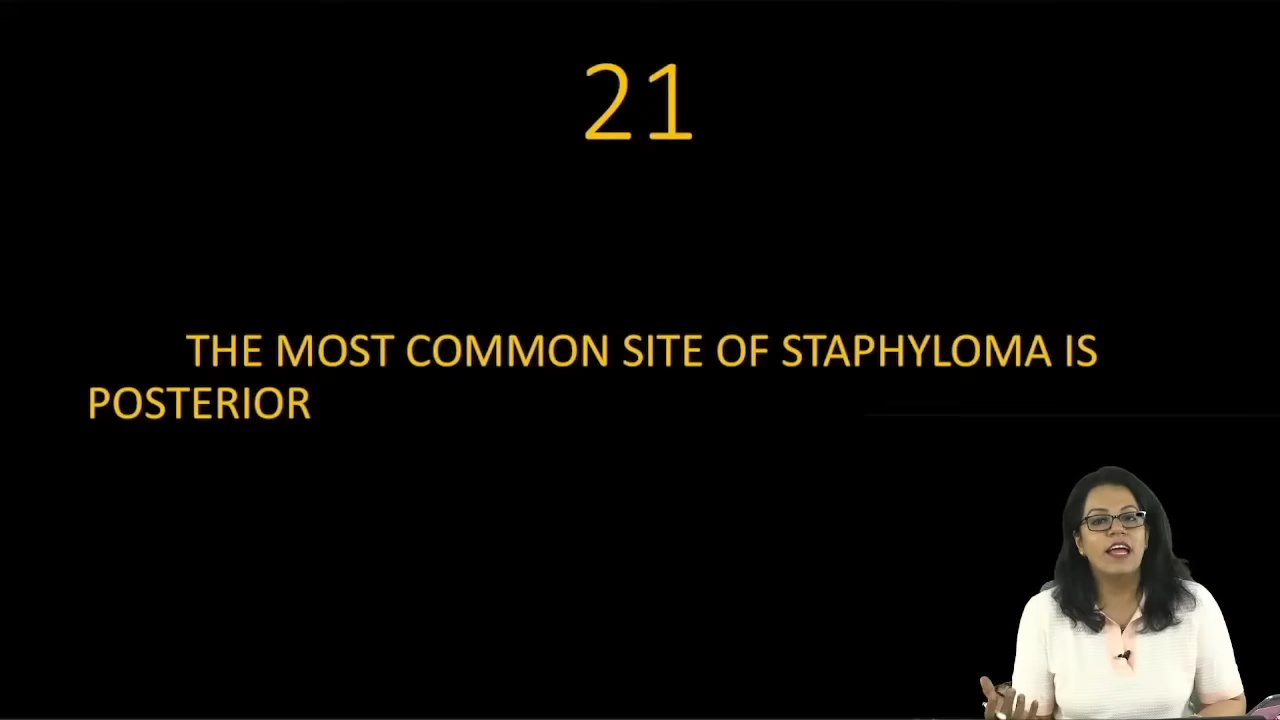 21
THE MOST COMMON SITE OF STAPHYLOMA IS
POSTERIOR